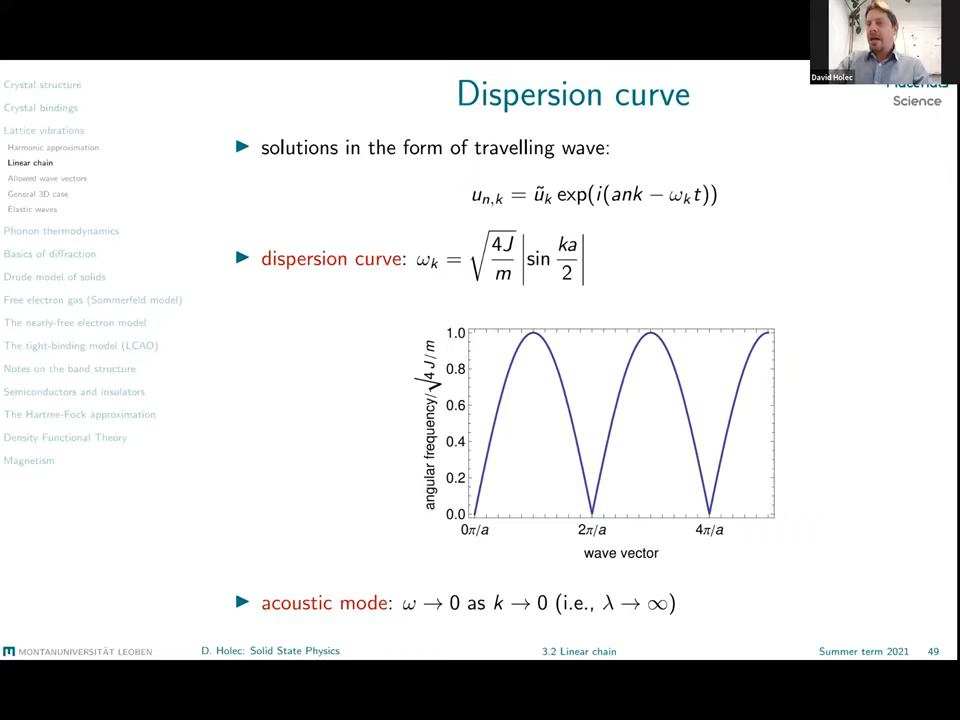 David Holec
Materials
Science
Crystal structure
Crystal bindings
Lattice vibrations
Harmonic approximation
Linear chain
Allowed wave vectors
General 3D case
Elastic waves
Phonon thermodynamics
Basics of diffraction
Drude model of solids
Free electron gas (Sommerfeld model)
The nearly-free electron model
The tight-binding model (LCAO)
Notes on the band structure
Semiconductors and insulators
The Hartree-Fock approximation
Density Functional Theory
Magnetism
Dispersion curve
▶ solutions in the form of travelling wave:
u_{n,k} = ũ_k exp(i(ank − ω_k t))
▶ dispersion curve: ω_k = √(4J/m) |sin ka/2|
angular frequency/√4 J/m
1.0
0.8
0.6
0.4
0.2
0.0
0π/a 2π/a 4π/a
wave vector
▶ acoustic mode: ω → 0 as k → 0 (i.e., λ → ∞)
MONTANUNIVERSITÄT LEOBEN D. Holec: Solid State Physics 3.2 Linear chain Summer term 2021 49